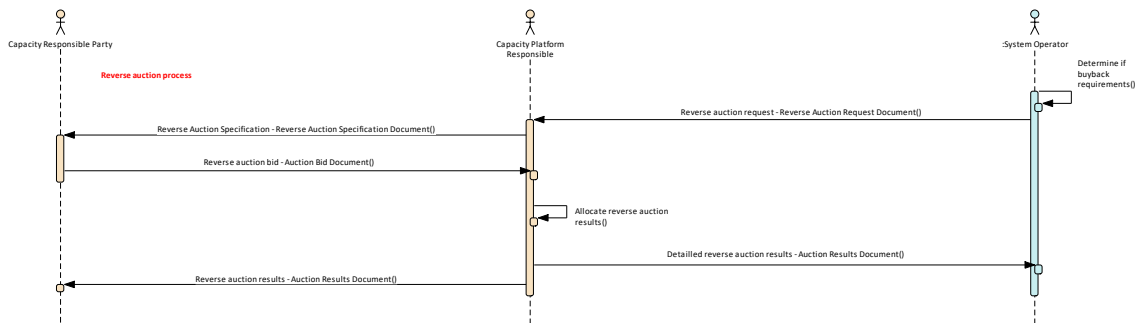 Capacity Responsible Party
Capacity Platform
Responsible
:System Operator
Reverse auction process
Determine if
buyback
requirements()
Reverse auction request - Reverse Auction Request Document()
Reverse Auction Specification - Reverse Auction Specification Document()
Reverse auction bid - Auction Bid Document()
Allocate reverse auction
results()
Detailled reverse auction results - Auction Results Document()
Reverse auction results - Auction Results Document()